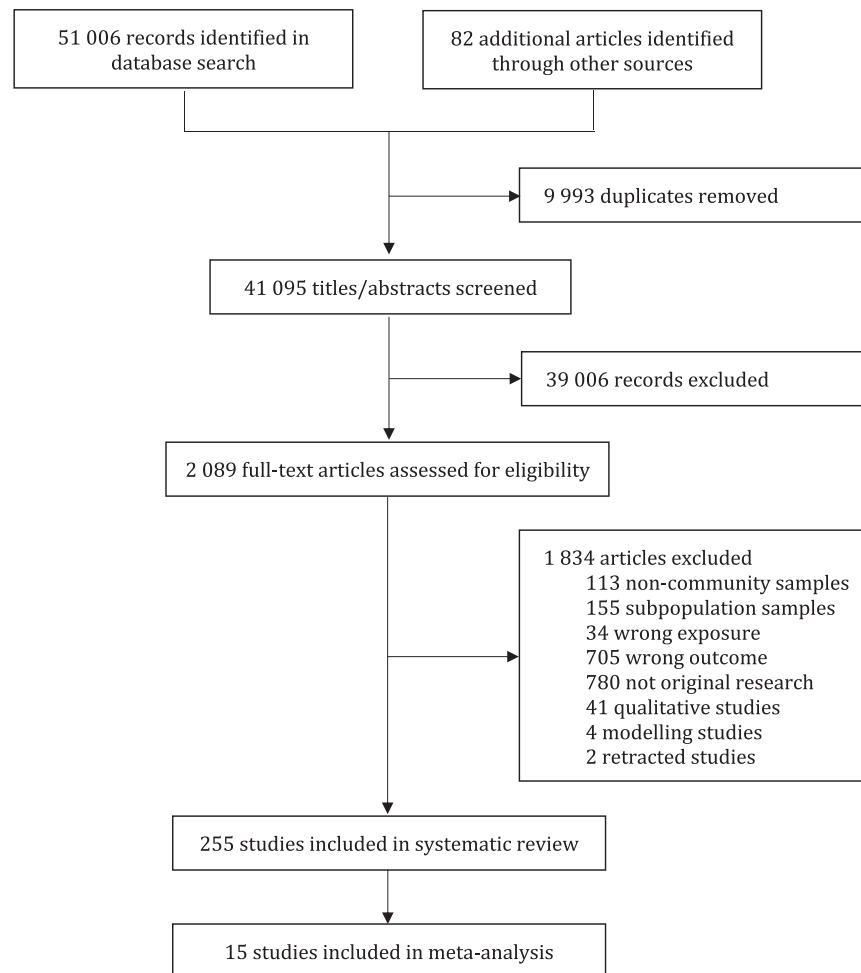 51 006 records identified in
database search
82 additional articles identified
through other sources
9 993 duplicates removed
41 095 titles/abstracts screened
39 006 records excluded
2 089 full-text articles assessed for eligibility
1 834 articles excluded
113 non-community samples
155 subpopulation samples
34 wrong exposure
705 wrong outcome
780 not original research
41 qualitative studies
4 modelling studies
2 retracted studies
255 studies included in systematic review
15 studies included in meta-analysis